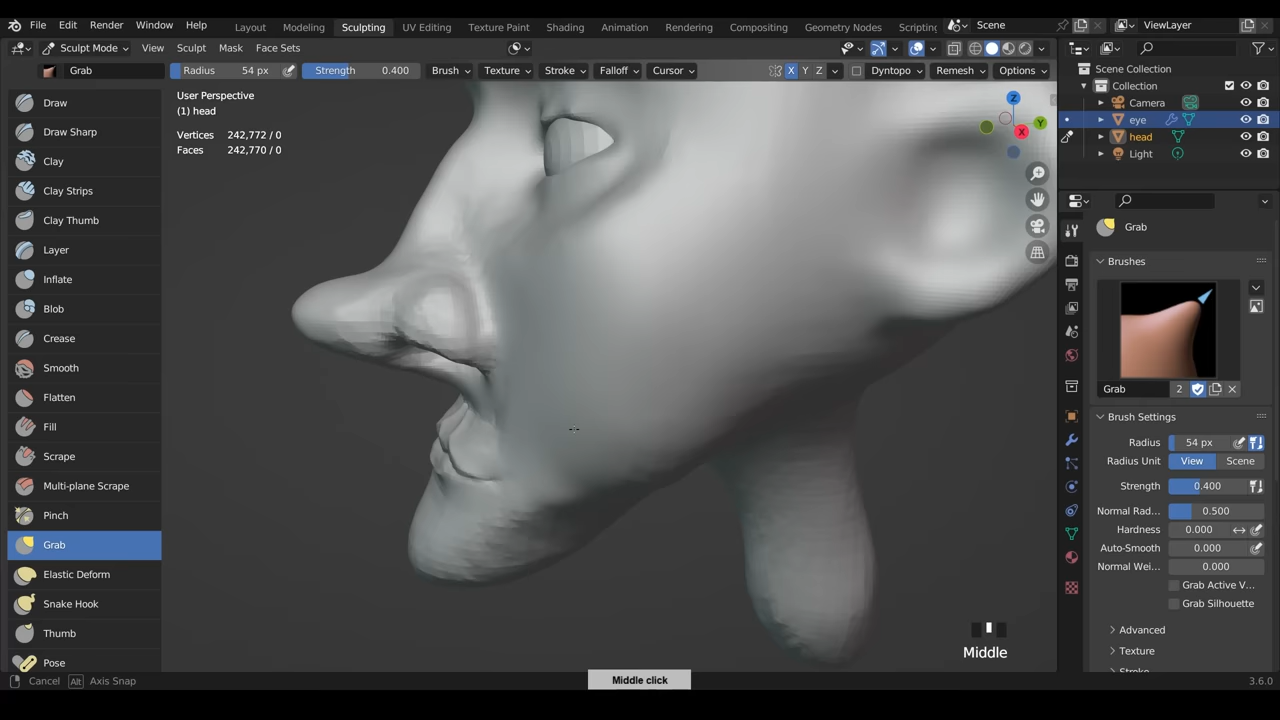 File Edit Render Window Help Layout Modeling Sculpting UV Editing Texture Paint Shading Animation Rendering Compositing Geometry Nodes Scripting Scene ViewLayer
Sculpt Mode View Sculpt Mask Face Sets
Grab Radius 54 px Strength 0.400 Brush Texture Stroke Falloff Cursor X Y Z Dyntopo Remesh Options
Scene Collection
Collection
Camera
eye
head
Light
User Perspective
(1) head
Vertices 242,772 / 0
Faces 242,770 / 0
Z
Y
X
Draw
Draw Sharp
Clay
Clay Strips
Clay Thumb
Layer
Inflate
Blob
Crease
Smooth
Flatten
Fill
Scrape
Multi-plane Scrape
Pinch
Grab
Elastic Deform
Snake Hook
Thumb
Pose
Grab
Brushes
Grab 2
Brush Settings
Radius 54 px
Radius Unit View Scene
Strength 0.400
Normal Rad... 0.500
Hardness 0.000
Auto-Smooth 0.000
Normal Wei... 0.000
Grab Active V...
Grab Silhouette
Advanced
Texture
Stroke
Middle
Middle click
Cancel Alt Axis Snap 3.6.0